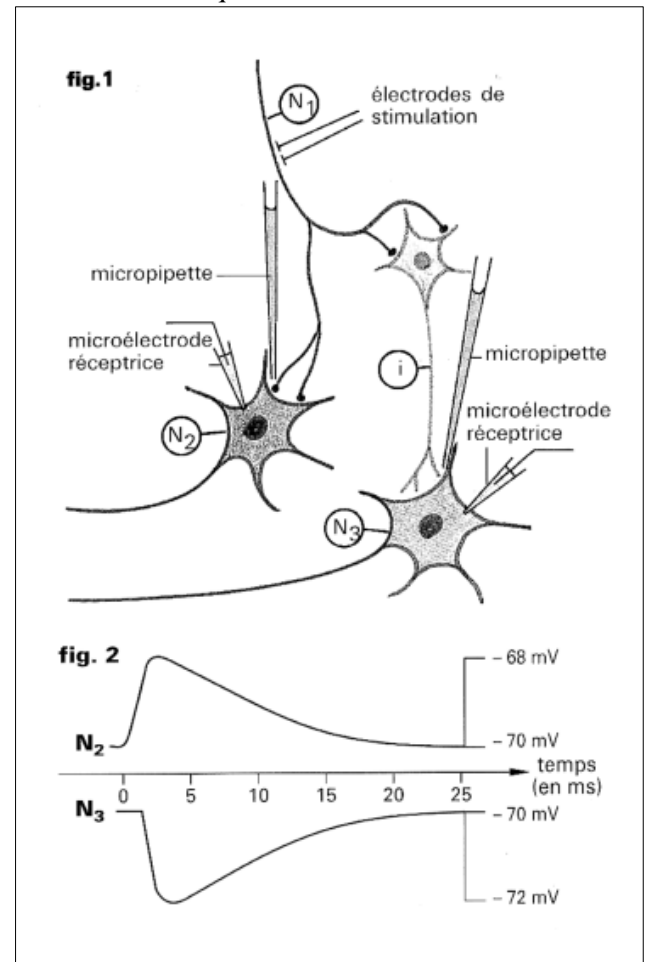 fig.1
N1
électrodes de
stimulation
micropipette
microélectrode
réceptrice
i
micropipette
microélectrode
réceptrice
N2
N3
fig. 2
- 68 mV
N2
- 70 mV
temps
(en ms)
0 5 10 15 20 25
N3
- 70 mV
- 72 mV